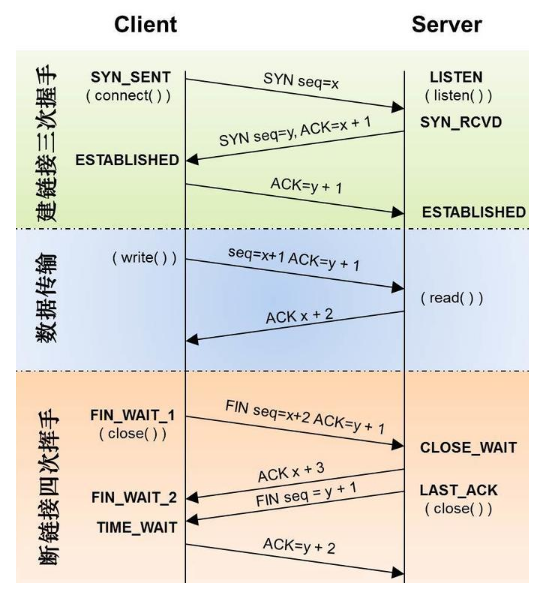 Client
Server
建链接三次握手
SYN_SENT
( connect( ) )
SYN seq=x
LISTEN
( listen( ) )
SYN_RCVD
SYN seq=y, ACK=x + 1
ESTABLISHED
ACK=y + 1
ESTABLISHED
数据传输
( write( ) )
seq=x+1 ACK=y + 1
( read( ) )
ACK x + 2
断链接四次挥手
FIN_WAIT_1
( close( ) )
FIN seq=x+2 ACK=y + 1
CLOSE_WAIT
ACK x + 3
FIN_WAIT_2
FIN seq = y + 1
LAST_ACK
( close( ) )
TIME_WAIT
ACK=y + 2